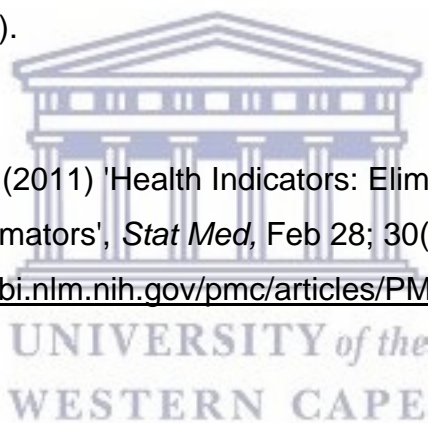 ).
(2011) 'Health Indicators: Elim
mators', Stat Med, Feb 28; 30(
bi.nlm.nih.gov/pmc/articles/PM
UNIVERSITY of the
WESTERN CAPE